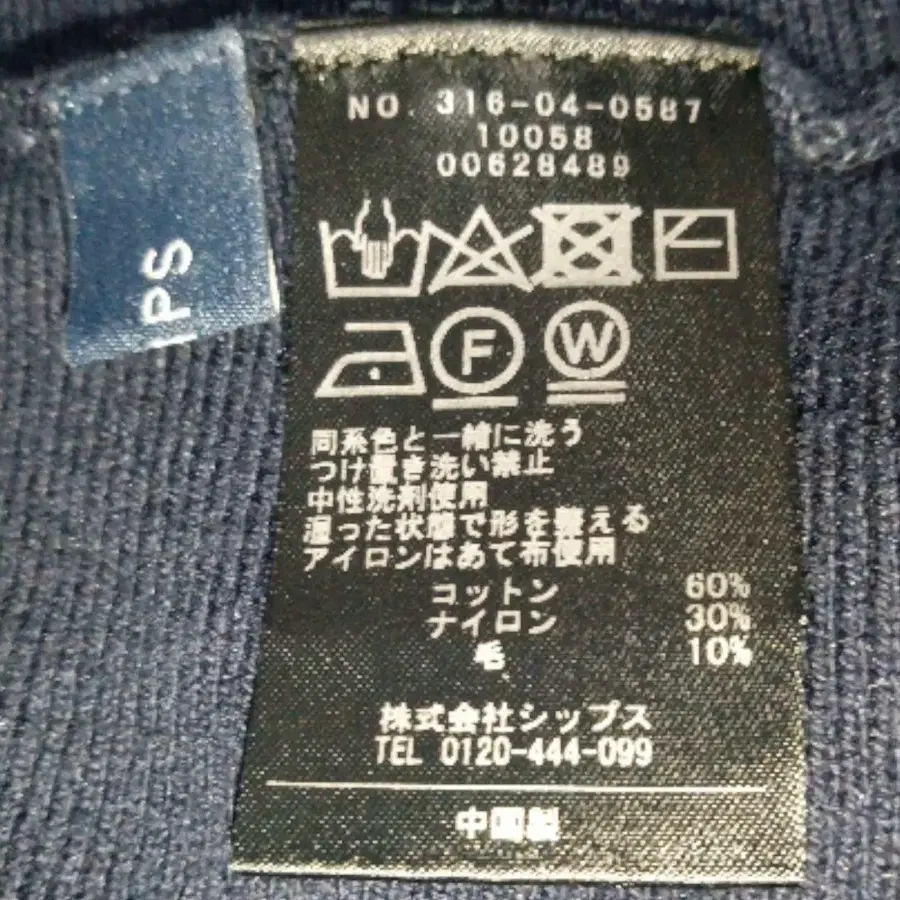 NO. 316-04-0587
10058
00628489
IPS
F
W
同系色と一緒に洗う
つけ置き洗い禁止
中性洗剤使用
湿った状態で形を整える
アイロンはあて布使用
コットン 60%
ナイロン 30%
毛 10%
株式会社シップス
TEL 0120-444-099
中国製